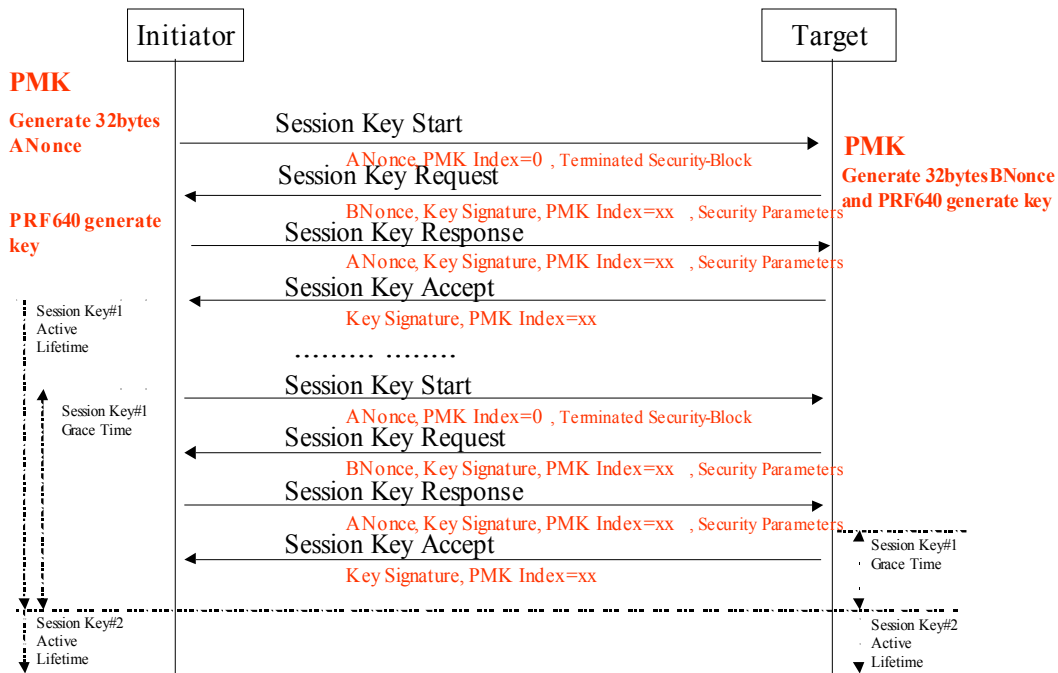 Initiator
Target
PMK
Generate 32bytes
ANonce
Session Key Start
ANonce, PMK Index=0 , Terminated Security-Block
PMK
Generate 32bytesBNonce
and PRF640 generate key
Session Key Request
BNonce, Key Signature, PMK Index=xx , Security Parameters
PRF640 generate
key
Session Key Response
ANonce, Key Signature, PMK Index=xx , Security Parameters
Session Key Accept
Key Signature, PMK Index=xx
Session Key#1
Active
Lifetime
......... ........
Session Key Start
ANonce, PMK Index=0 , Terminated Security-Block
Session Key#1
Grace Time
Session Key Request
BNonce, Key Signature, PMK Index=xx , Security Parameters
Session Key Response
ANonce, Key Signature, PMK Index=xx , Security Parameters
Session Key Accept
Key Signature, PMK Index=xx
Session Key#1
Grace Time
Session Key#2
Active
Lifetime
Session Key#2
Active
Lifetime